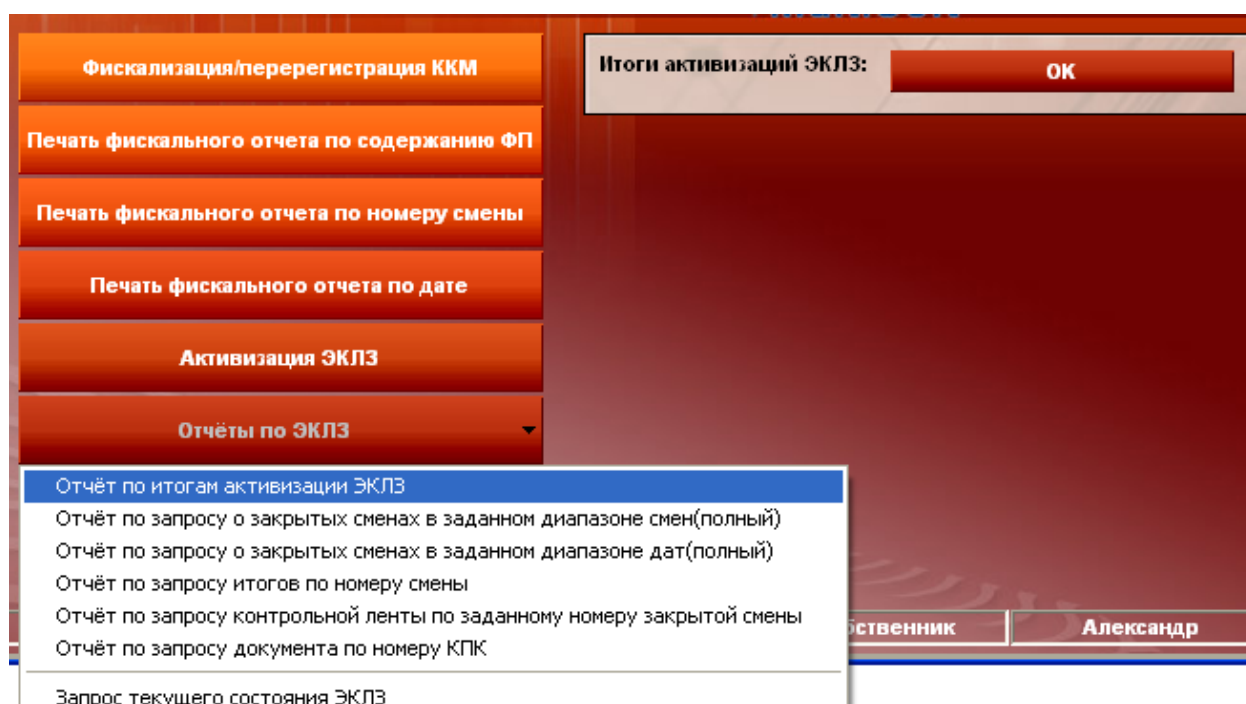 Фискализация/перерегистрация ККМ
Итоги активизаций ЭКЛЗ:
ОК
Печать фискального отчета по содержанию ФП
Печать фискального отчета по номеру смены
Печать фискального отчета по дате
Активизация ЭКЛЗ
Отчёты по ЭКЛЗ
Отчёт по итогам активизации ЭКЛЗ
Отчёт по запросу о закрытых сменах в заданном диапазоне смен(полный)
Отчёт по запросу о закрытых сменах в заданном диапазоне дат(полный)
Отчёт по запросу итогов по номеру смены
Отчёт по запросу контрольной ленты по заданному номеру закрытой смены
Отчёт по запросу документа по номеру КПК
ственник
Александр
Запрос текущего состояния ЭКЛЗ